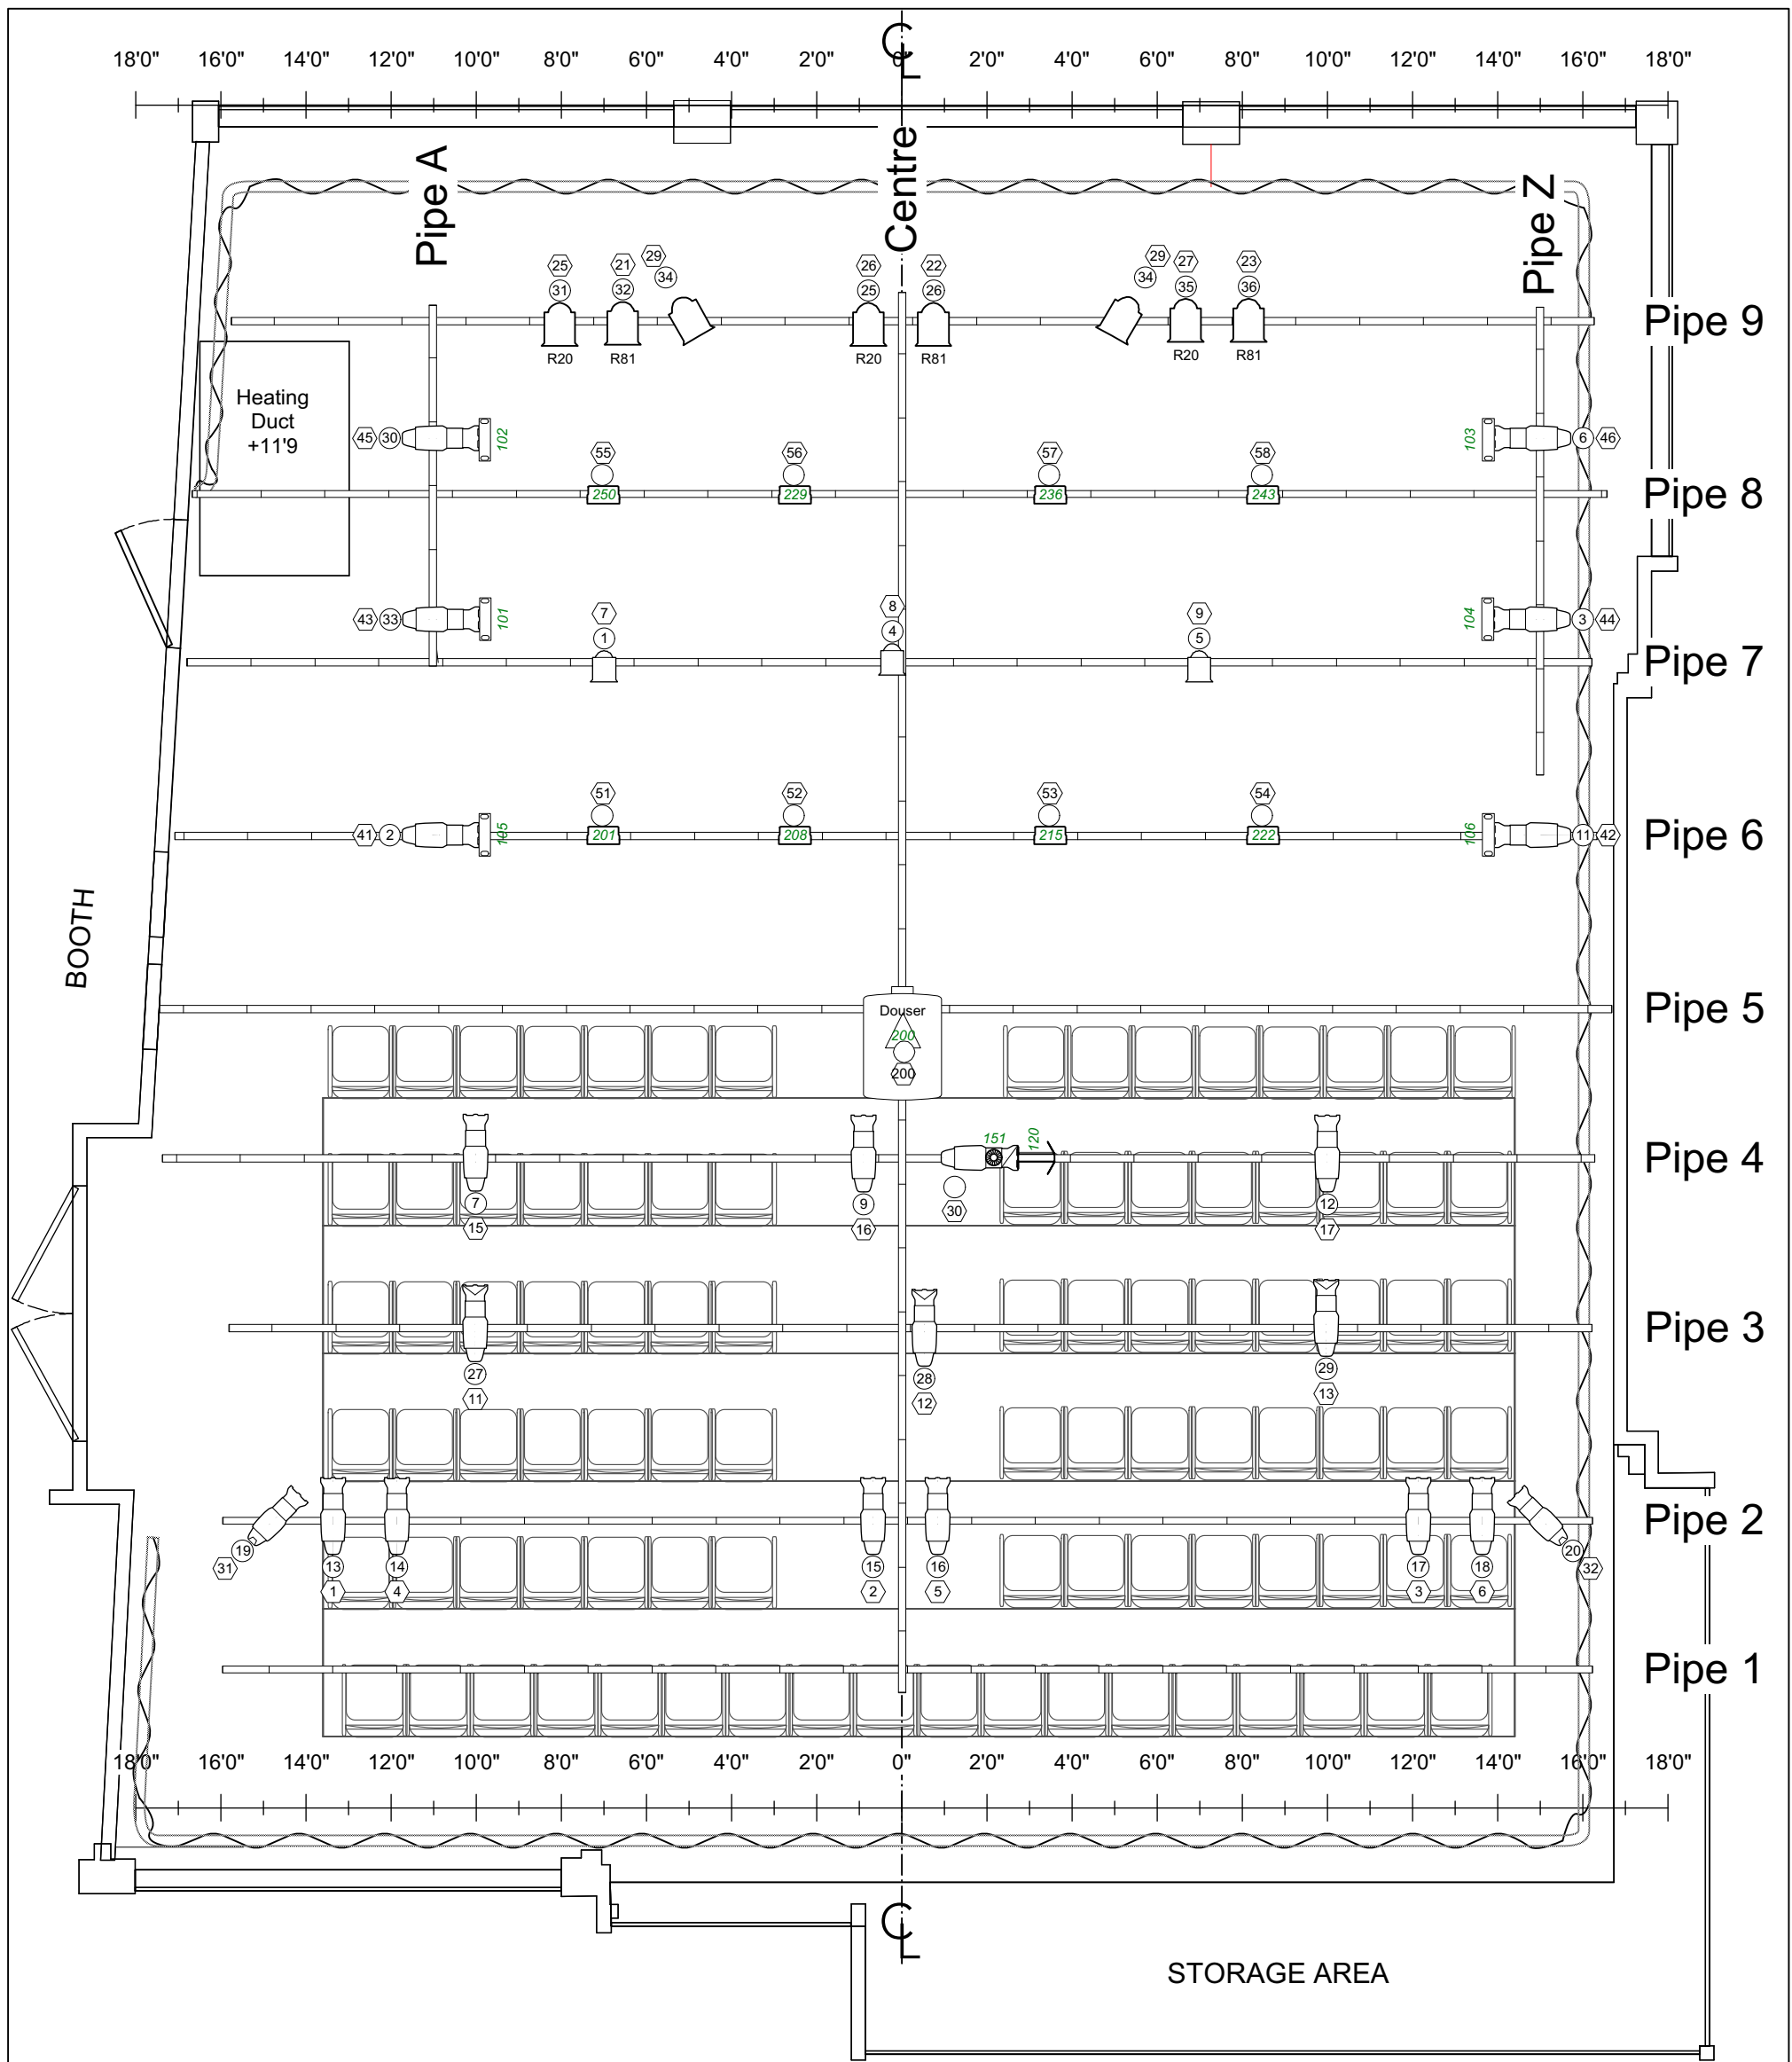 CL
18'0" 16'0" 14'0" 12'0" 10'0" 8'0" 6'0" 4'0" 2'0" 0'0" 2'0" 4'0" 6'0" 8'0" 10'0" 12'0" 14'0" 16'0" 18'0"
Pipe A
Centre
Pipe Z
25 21 29 26 22 29 27 23
31 32 34 25 26 34 35 36
Pipe 9
R20 R81 R20 R81 R20 R81
Heating
Duct
+11'9
45 30 102 103 6 46
55 56 57 58
250 229 236 243
Pipe 8
43 33 101 104 3 44
7 8 9
1 4 5
Pipe 7
51 52 53 54
41 2 105 201 208 215 222 106 11 42
Pipe 6
BOOTH
Pipe 5
Douser
200
200
151 120
Pipe 4
7 9 12
15 16 30 17
Pipe 3
27 28 29
11 12 13
Pipe 2
19 13 14 15 16 17 18 20
31 1 4 2 5 3 6 32
Pipe 1
18'0" 16'0" 14'0" 12'0" 10'0" 8'0" 6'0" 4'0" 2'0" 0'0" 2'0" 4'0" 6'0" 8'0" 10'0" 12'0" 14'0" 16'0" 18'0"
CL
STORAGE AREA